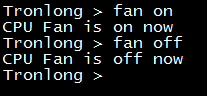 Tronlong > fan on
CPU Fan is on now
Tronlong > fan off
CPU Fan is off now
Tronlong >